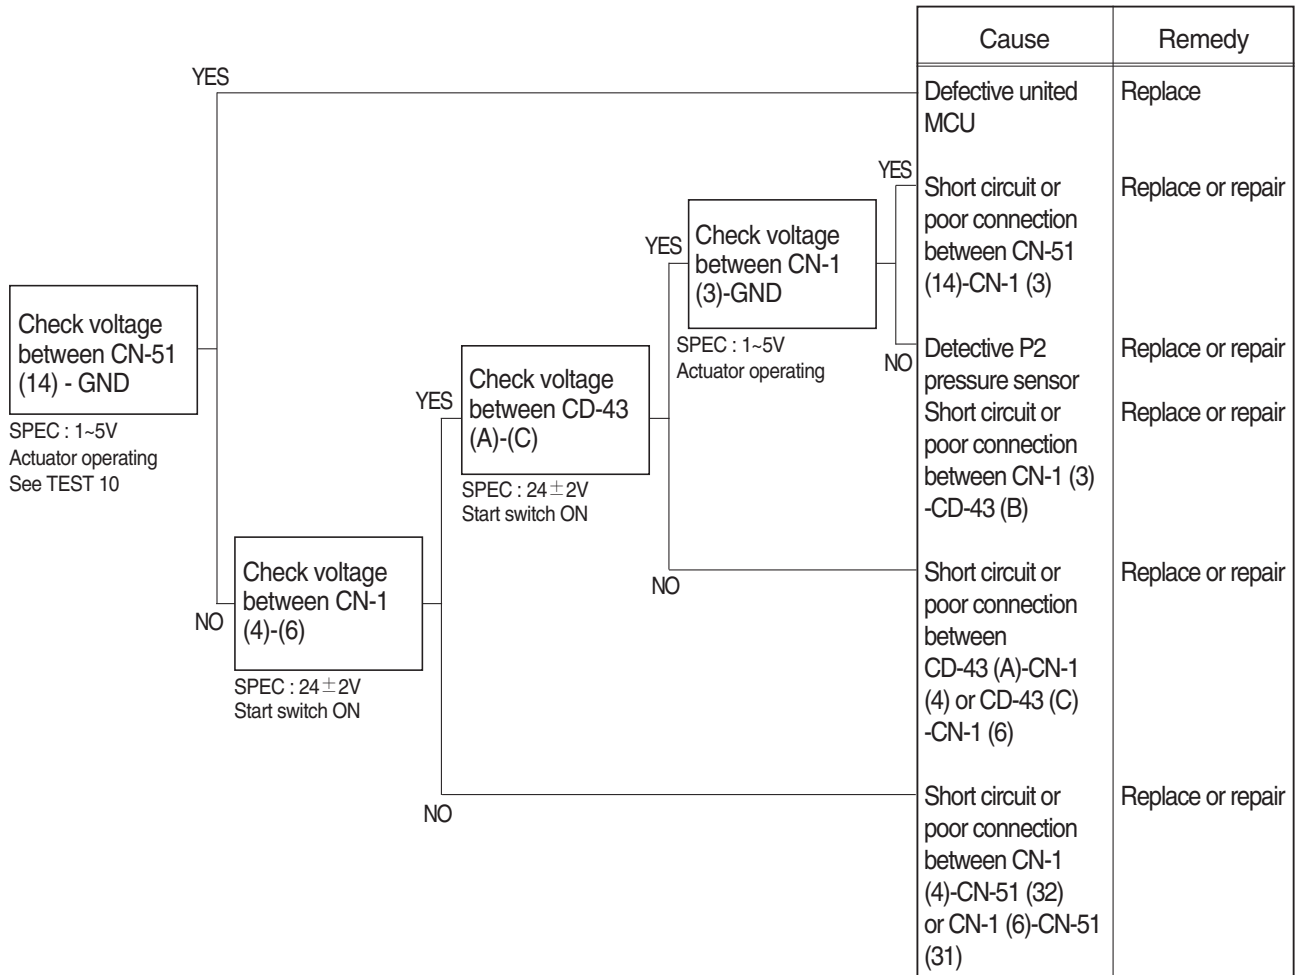 Cause
Remedy
YES
Defective united
MCU
Replace
YES
Short circuit or
poor connection
between CN-51
(14)-CN-1 (3)
Replace or repair
YES
Check voltage
between CN-1
(3)-GND
SPEC : 1~5V
Actuator operating
NO
Detective P2
pressure sensor
Replace or repair
Short circuit or
poor connection
between CN-1 (3)
-CD-43 (B)
Replace or repair
Check voltage
between CN-51
(14) - GND
SPEC : 1~5V
Actuator operating
See TEST 10
YES
Check voltage
between CD-43
(A)-(C)
SPEC : 24±2V
Start switch ON
NO
Short circuit or
poor connection
between
CD-43 (A)-CN-1
(4) or CD-43 (C)
-CN-1 (6)
Replace or repair
NO
Check voltage
between CN-1
(4)-(6)
SPEC : 24±2V
Start switch ON
NO
Short circuit or
poor connection
between CN-1
(4)-CN-51 (32)
or CN-1 (6)-CN-51
(31)
Replace or repair